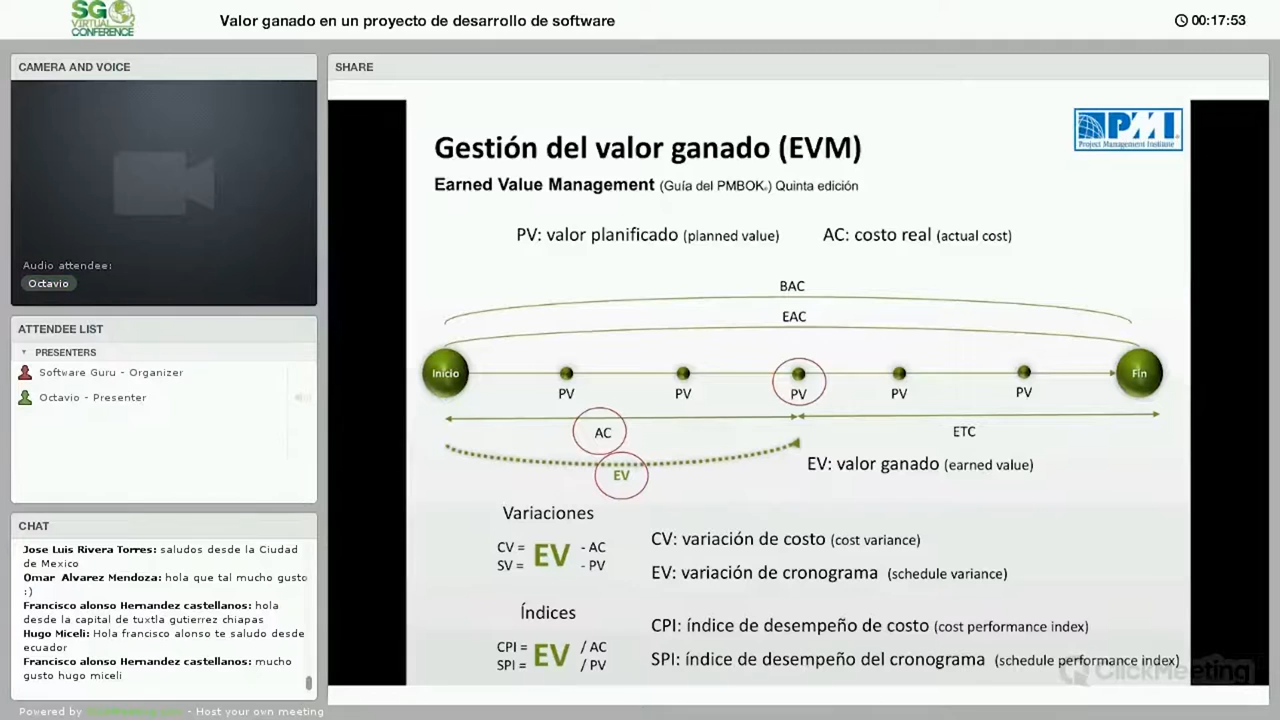 SG
VIRTUAL
CONFERENCE
Valor ganado en un proyecto de desarrollo de software
00:17:53
CAMERA AND VOICE
Audio attendee:
Octavio
ATTENDEE LIST
PRESENTERS
Software Guru - Organizer
Octavio - Presenter
CHAT
Jose Luis Rivera Torres: saludos desde la Ciudad
de Mexico
Omar Alvarez Mendoza: hola que tal mucho gusto
:)
Francisco alonso Hernandez castellanos: hola
desde la capital de tuxtla gutierrez chiapas
Hugo Miceli: Hola francisco alonso te saludo desde
ecuador
Francisco alonso Hernandez castellanos: mucho
gusto hugo miceli
Powered by ClickMeeting.com - Host your own meeting
SHARE
Gestión del valor ganado (EVM)
PMI
Project Management Institute
Earned Value Management (Guía del PMBOK®) Quinta edición
PV: valor planificado (planned value) AC: costo real (actual cost)
BAC
EAC
Inicio
Fin
PV PV PV PV PV
AC
ETC
EV
EV: valor ganado (earned value)
Variaciones
CV = EV - AC
SV = - PV
CV: variación de costo (cost variance)
EV: variación de cronograma (schedule variance)
Índices
CPI = EV / AC
SPI = / PV
CPI: índice de desempeño de costo (cost performance index)
SPI: índice de desempeño del cronograma (schedule performance index)
ClickMeeting